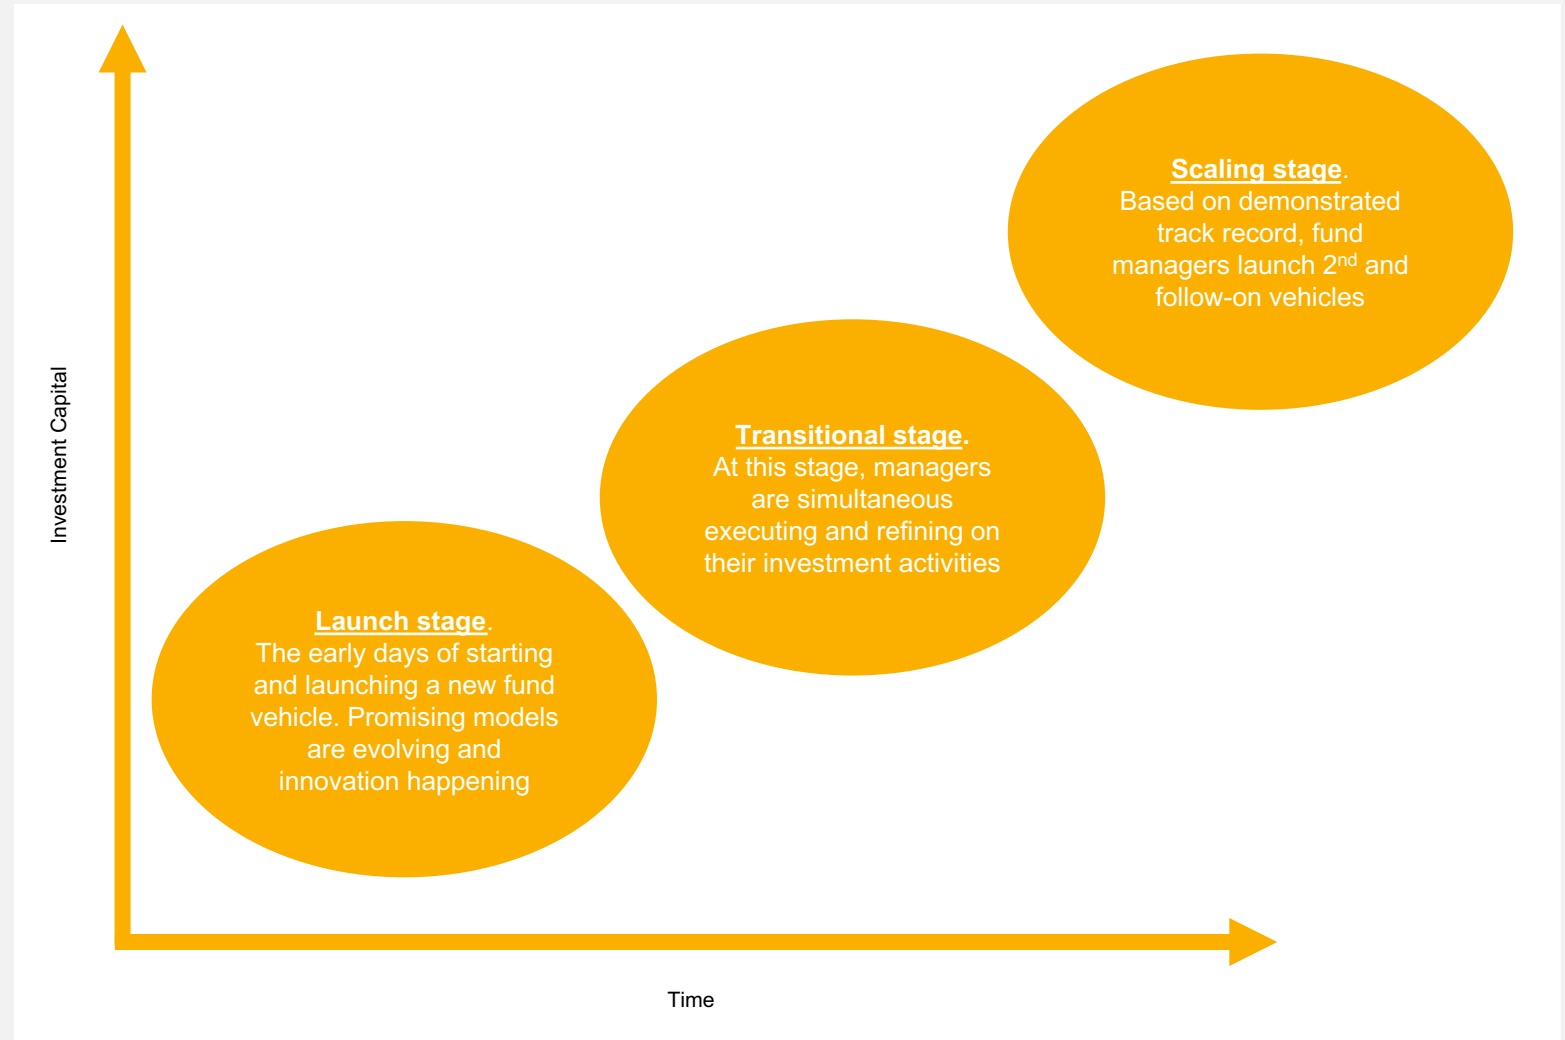 Investment Capital
Launch stage.
The early days of starting
and launching a new fund
vehicle. Promising models
are evolving and
innovation happening
Transitional stage.
At this stage, managers
are simultaneous
executing and refining on
their investment activities
Scaling stage.
Based on demonstrated
track record, fund
managers launch 2nd and
follow-on vehicles
Time